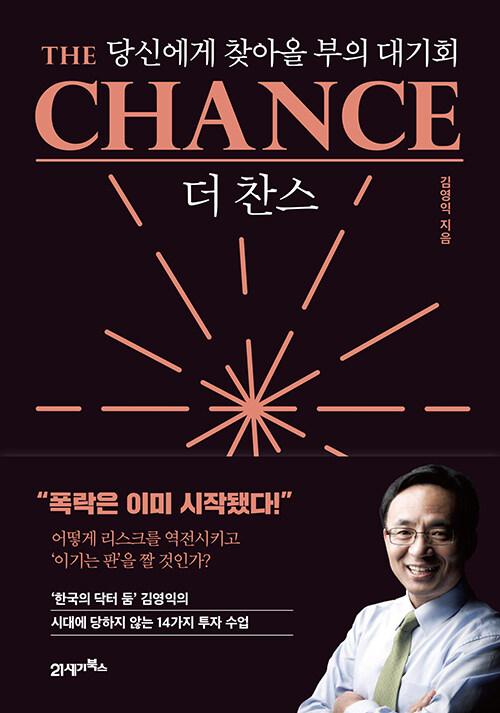 THE 당신에게 찾아올 부의 대기회
CHANCE
더 찬스
김영익 지음
“폭락은 이미 시작됐다!”
어떻게 리스크를 역전시키고
‘이기는 판’을 짤 것인가?
‘한국의 닥터 둠’ 김영익의
시대에 당하지 않는 14가지 투자 수업
21세기북스